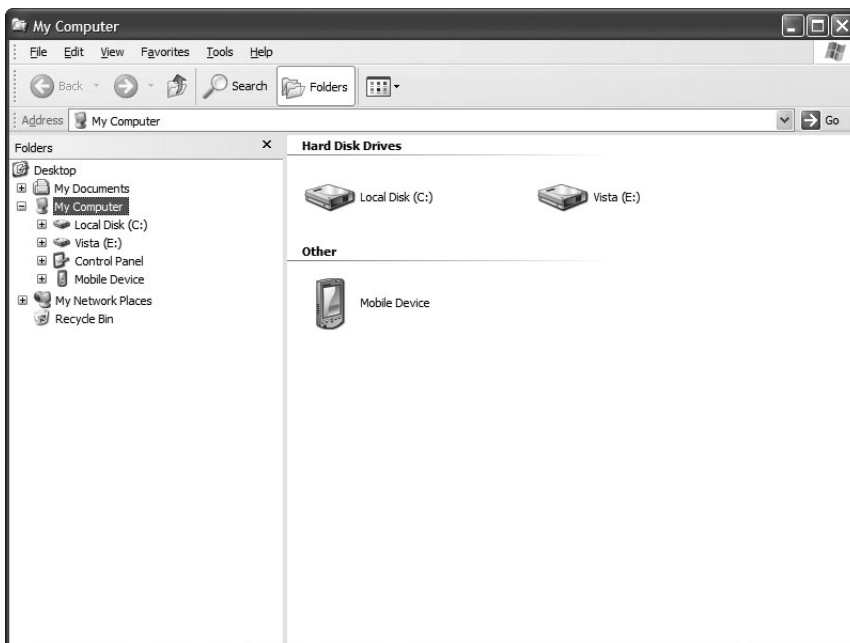 My Computer
File Edit View Favorites Tools Help
Back Search Folders
Address My Computer Go
Folders
Desktop
My Documents
My Computer
Local Disk (C:)
Vista (E:)
Control Panel
Mobile Device
My Network Places
Recycle Bin
Hard Disk Drives
Local Disk (C:) Vista (E:)
Other
Mobile Device